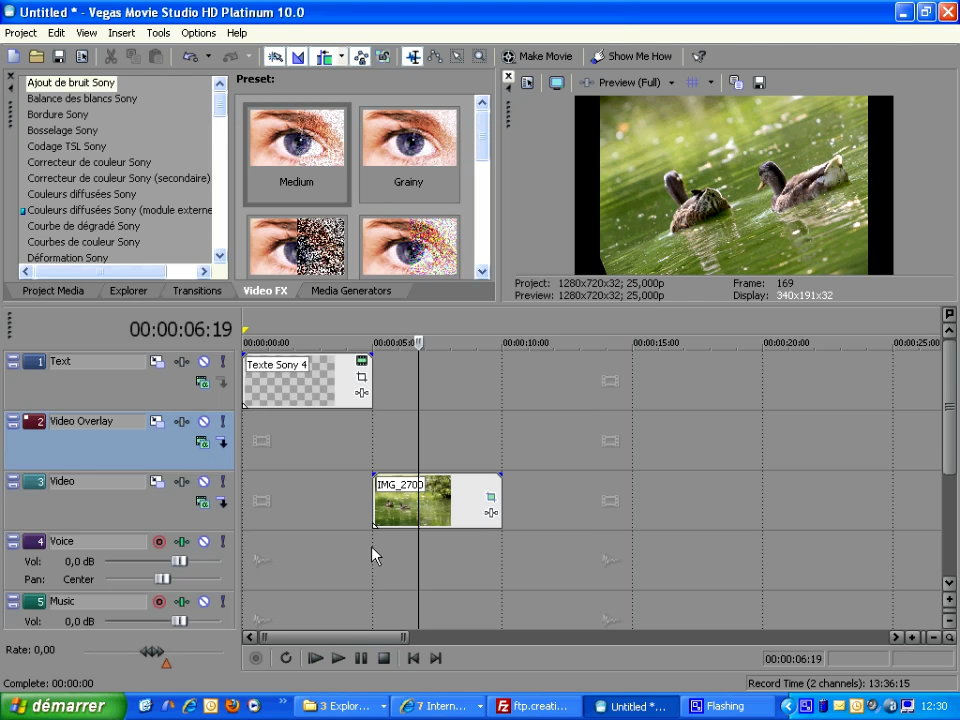 Untitled * - Vegas Movie Studio HD Platinum 10.0
Project Edit View Insert Tools Options Help
Make Movie Show Me How
Ajout de bruit Sony
Balance des blancs Sony
Bordure Sony
Bosselage Sony
Codage TSL Sony
Correcteur de couleur Sony
Correcteur de couleur Sony (secondaire)
Couleurs diffusées Sony
Couleurs diffusées Sony (module externe
Courbe de dégradé Sony
Courbes de couleur Sony
Déformation Sony
Preset:
Medium
Grainy
Project Media Explorer Transitions Video FX Media Generators
Preview (Full)
Project: 1280x720x32; 25,000p
Preview: 1280x720x32; 25,000p
Frame: 169
Display: 340x191x32
00:00:06:19
00:00:00:00 00:00:05:0 00:00:10:00 00:00:15:00 00:00:20:00 00:00:25:00
1 Text
Texte Sony 4
2 Video Overlay
3 Video
IMG_2700
4 Voice
Vol: 0,0 dB
Pan: Center
5 Music
Vol: 0,0 dB
Rate: 0,00
00:00:06:19
Complete: 00:00:00
Record Time (2 channels): 13:36:15
démarrer
3 Explor...
7 Intern...
ftp.creati...
Untitled *...
Flashing
12:30